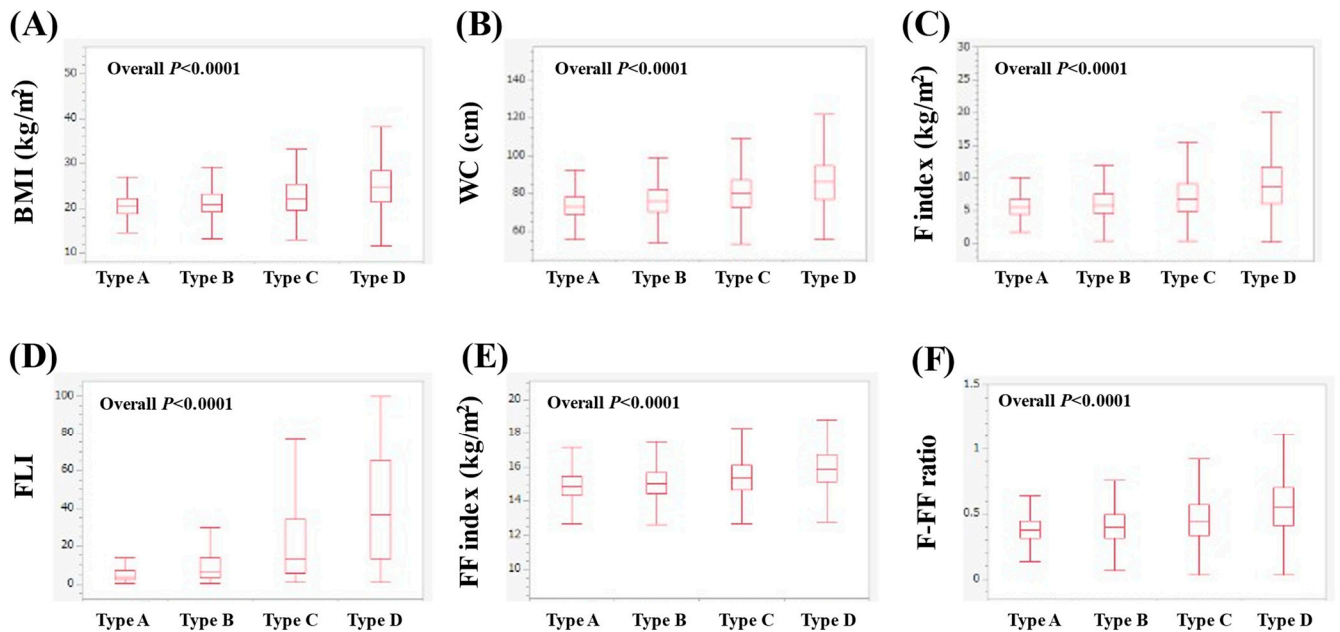 (A)
BMI (kg/m²)
Overall P<0.0001
50
40
30
20
10
Type A Type B Type C Type D
(B)
WC (cm)
Overall P<0.0001
140
120
100
80
60
Type A Type B Type C Type D
(C)
F index (kg/m²)
Overall P<0.0001
30
25
20
15
10
5
0
Type A Type B Type C Type D
(D)
FLI
Overall P<0.0001
100
80
60
40
20
0
Type A Type B Type C Type D
(E)
FF index (kg/m²)
Overall P<0.0001
20
18
16
14
12
10
Type A Type B Type C Type D
(F)
F-FF ratio
Overall P<0.0001
1.5
1
0.5
0
Type A Type B Type C Type D